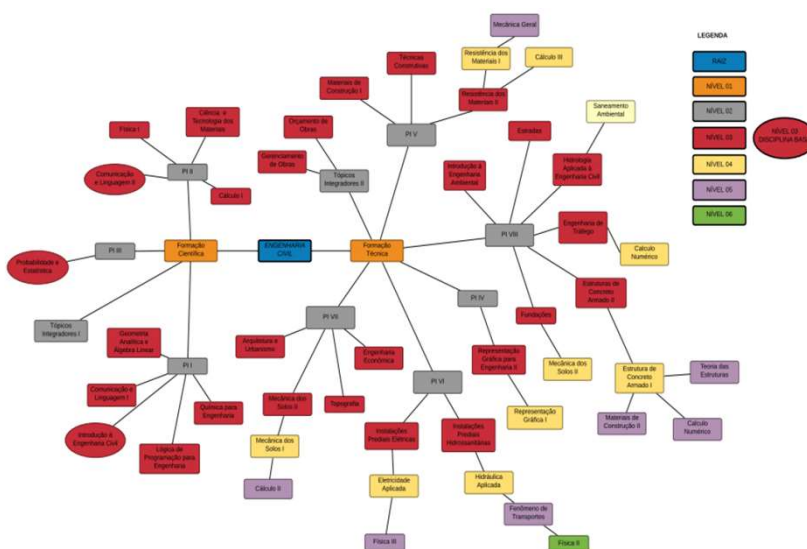 Mecânica Geral
LEGENDA
Técnicas
Construtivas
Resistência dos
Materiais I
Cálculo III
RAIZ
Materiais de
Construção I
Resistência dos
Materiais II
NÍVEL 01
Ciência e
Tecnologia dos
Materiais
Orçamento de
Obras
Saneamento
Ambiental
NÍVEL 02
Física I
PI V
Estradas
NÍVEL 03
NÍVEL 03
DISCIPLINA BASE
Gerenciamento
de Obras
Introdução à
Engenharia
Ambiental
Hidrologia
Aplicada à
Engenharia Civil
NÍVEL 04
PI II
Tópicos
Integradores II
Comunicação
e Linguagem II
Cálculo I
NÍVEL 05
NÍVEL 06
PI VIII
Engenharia de
Tráfego
PI III
Formação
Científica
ENGENHARIA
CIVIL
Formação
Técnica
Calculo
Numérico
Probabilidade e
Estatística
Estruturas de
Concreto
Armado II
PI IV
Tópicos
Integradores I
PI VII
Fundações
Geometria
Analítica e
Álgebra Linear
Arquitetura e
Urbanismo
Engenharia
Econômica
Representação
Gráfica para
Engenharia II
PI I
Mecânica dos
Solos II
Estrutura de
Concreto
Armado I
Teoria das
Estruturas
PI VI
Comunicação e
Linguagem I
Química para
Engenharia
Mecânica dos
Solos II
Topografia
Representação
Gráfica I
Materiais de
Construção II
Calculo
Numérico
Introdução à
Engenharia Civil
Instalações
Prediais Elétricas
Instalações
Prediais
Hidrossanitárias
Mecânica dos
Solos I
Lógica de
Programação para
Engenharia
Eletricidade
Aplicada
Hidráulica
Aplicada
Cálculo II
Fenômeno de
Transportes
Física III
Física II